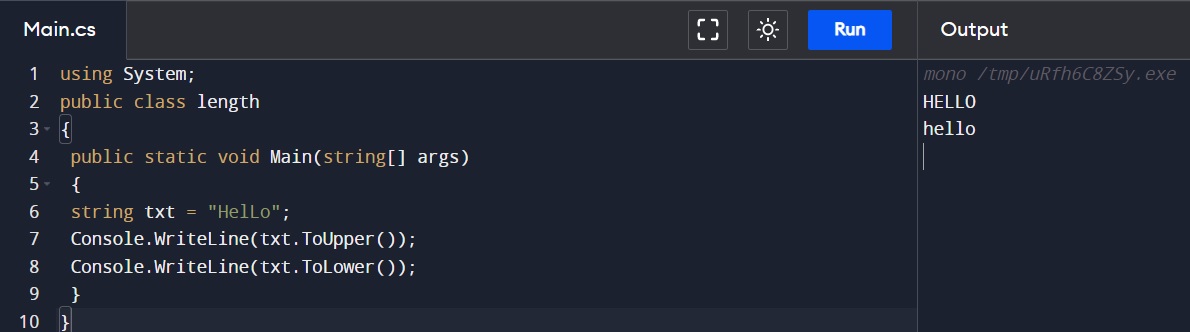 Main.cs
Run
Output
1 using System;
2 public class length
3 {
4 public static void Main(string[] args)
5 {
6 string txt = "HelLo";
7 Console.WriteLine(txt.ToUpper());
8 Console.WriteLine(txt.ToLower());
9 }
10 }
mono /tmp/uRfh6C8ZSy.exe
HELLO
hello